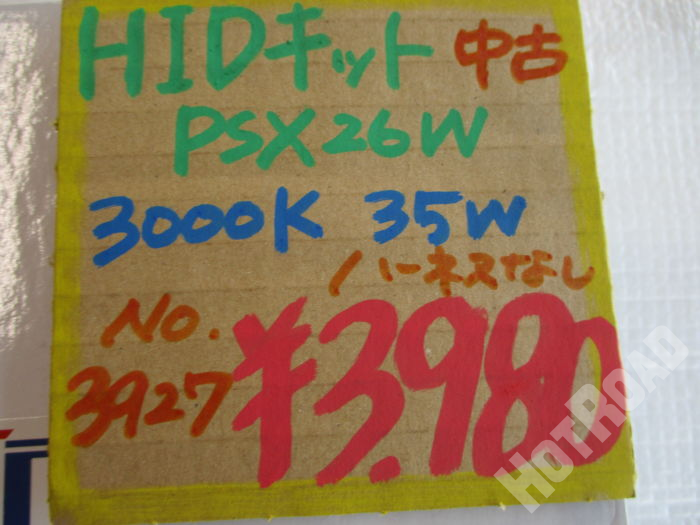 HIDキット 中古
PSX26W
3000K 35W
ハーネスなし
No.
3927
¥3,980
HOTROAD